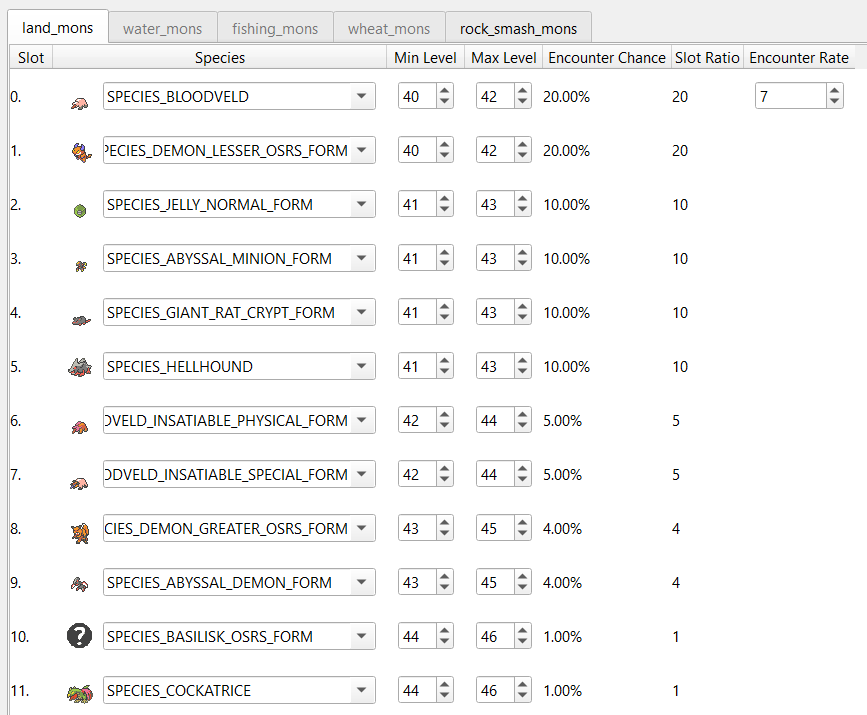 land_mons water_mons fishing_mons wheat_mons rock_smash_mons
Slot Species Min Level Max Level Encounter Chance Slot Ratio Encounter Rate
0. SPECIES_BLOODVELD 40 42 20.00% 20 7
1. PECIES_DEMON_LESSER_OSRS_FORM 40 42 20.00% 20
2. SPECIES_JELLY_NORMAL_FORM 41 43 10.00% 10
3. SPECIES_ABYSSAL_MINION_FORM 41 43 10.00% 10
4. SPECIES_GIANT_RAT_CRYPT_FORM 41 43 10.00% 10
5. SPECIES_HELLHOUND 41 43 10.00% 10
6. ODVELD_INSATIABLE_PHYSICAL_FORM 42 44 5.00% 5
7. ODVELD_INSATIABLE_SPECIAL_FORM 42 44 5.00% 5
8. CIES_DEMON_GREATER_OSRS_FORM 43 45 4.00% 4
9. SPECIES_ABYSSAL_DEMON_FORM 43 45 4.00% 4
10. ? SPECIES_BASILISK_OSRS_FORM 44 46 1.00% 1
11. SPECIES_COCKATRICE 44 46 1.00% 1